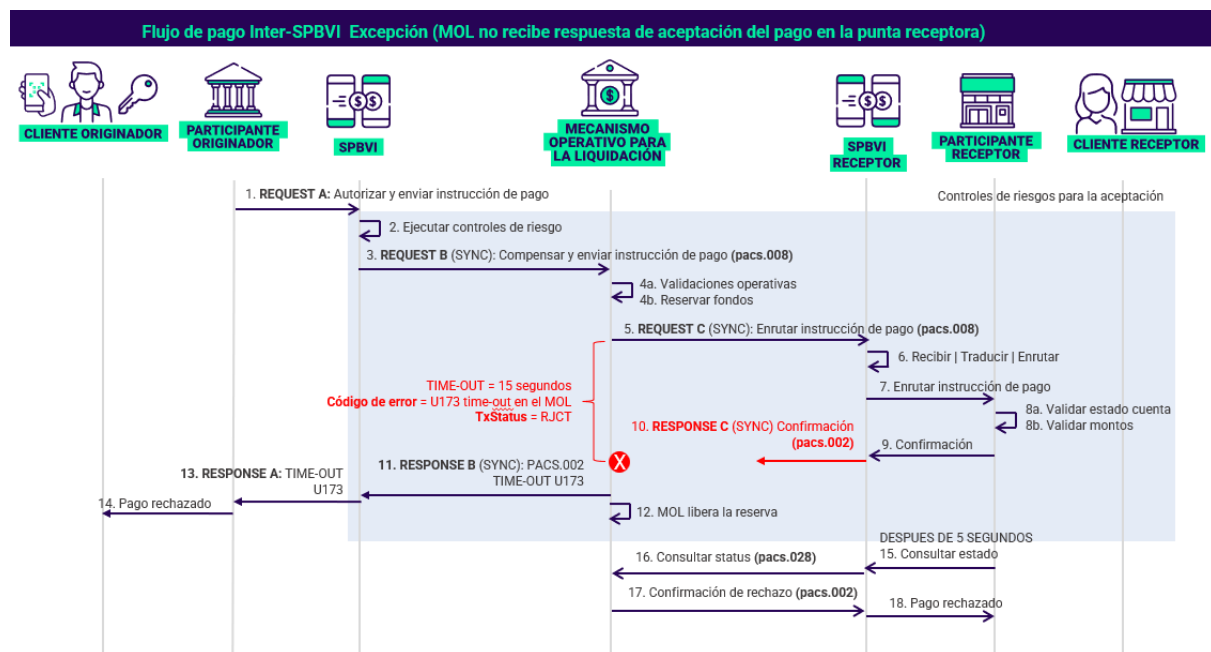 Flujo de pago Inter-SPBVI Excepción (MOL no recibe respuesta de aceptación del pago en la punta receptora)
CLIENTE ORIGINADOR
PARTICIPANTE
ORIGINADOR
SPBVI
MECANISMO
OPERATIVO PARA
LA LIQUIDACIÓN
SPBVI
RECEPTOR
PARTICIPANTE
RECEPTOR
CLIENTE RECEPTOR
1. REQUEST A: Autorizar y enviar instrucción de pago
Controles de riesgos para la aceptación
2. Ejecutar controles de riesgo
3. REQUEST B (SYNC): Compensar y enviar instrucción de pago (pacs.008)
4a. Validaciones operativas
4b. Reservar fondos
5. REQUEST C (SYNC): Enrutar instrucción de pago (pacs.008)
6. Recibir | Traducir | Enrutar
TIME-OUT = 15 segundos
Código de error = U173 time-out en el MOL
TxStatus = RJCT
7. Enrutar instrucción de pago
8a. Validar estado cuenta
8b. Validar montos
9. Confirmación
10. RESPONSE C (SYNC) Confirmación
(pacs.002)
X
11. RESPONSE B (SYNC): PACS.002
TIME-OUT U173
12. MOL libera la reserva
13. RESPONSE A: TIME-OUT
U173
14. Pago rechazado
DESPUES DE 5 SEGUNDOS
15. Consultar estado
16. Consultar status (pacs.028)
17. Confirmación de rechazo (pacs.002)
18. Pago rechazado